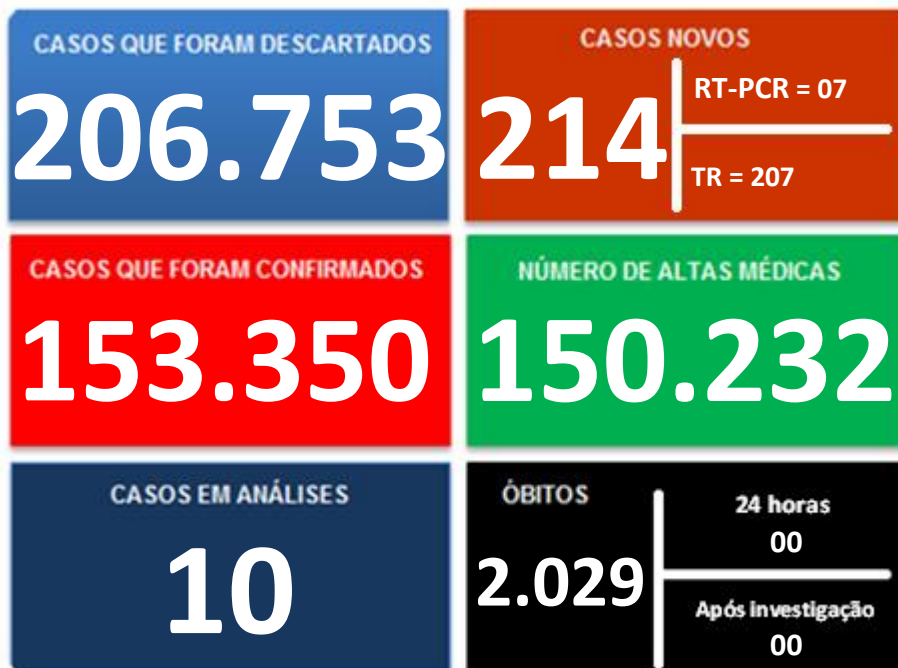 CASOS QUE FORAM DESCARTADOS
206.753
CASOS NOVOS
214
RT-PCR = 07
TR = 207
CASOS QUE FORAM CONFIRMADOS
153.350
NÚMERO DE ALTAS MÉDICAS
150.232
CASOS EM ANÁLISES
10
ÓBITOS
2.029
24 horas
00
Após investigação
00